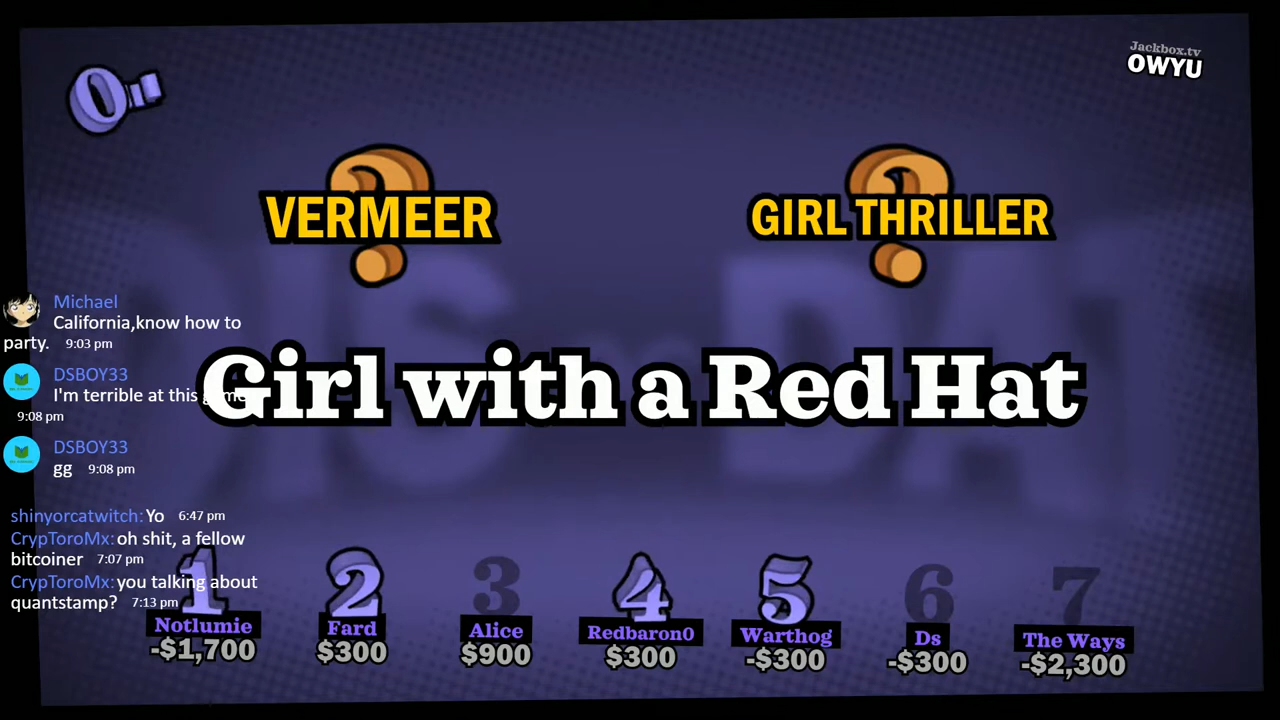 Jackbox.tv
OWYU
0
?
?
VERMEER
GIRL THRILLER
Michael
California,know how to
party. 9:03 pm
Girl with a Red Hat
DSBOY33
I'm terrible at this game
9:08 pm
DSBOY33
gg 9:08 pm
shinyorcatwitch: Yo 6:47 pm
CrypToroMx: oh shit, a fellow
bitcoiner 7:07 pm
CrypToroMx: you talking about
quantstamp? 7:13 pm
1 2 3 4 5 6 7
Notlumie Fard Alice Redbaron0 Warthog Ds The Ways
-$1,700 $300 $900 $300 -$300 -$300 -$2,300